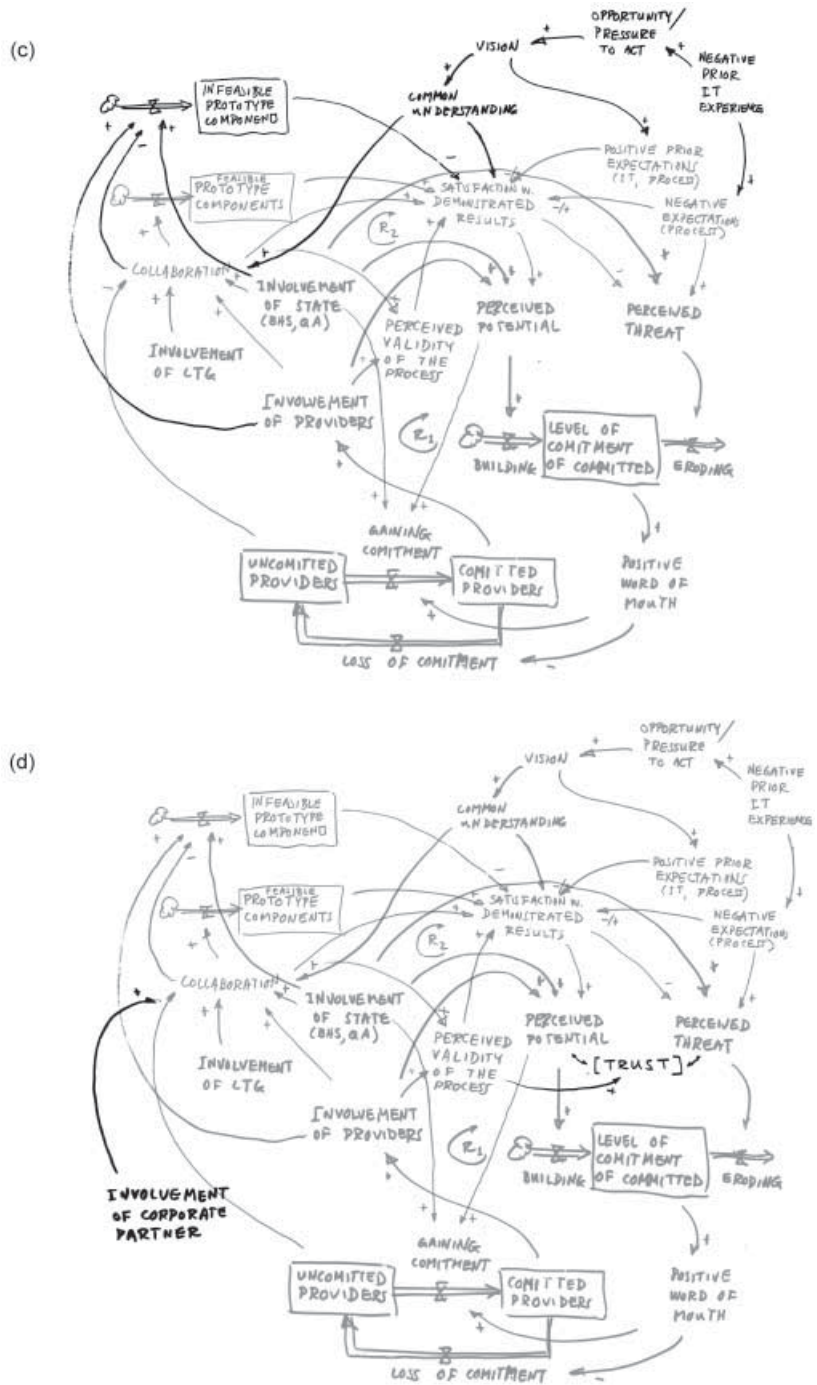 (c)
OPPORTUNITY/
PRESSURE
TO ACT
VISION
NEGATIVE
PRIOR
IT
EXPERIENCE
INFEASIBLE
PROTOTYPE
COMPONEND
COMMON
UNDERSTANDING
POSITIVE PRIOR
EXPECTATIONS
(IT, PROCESS)
FEASIBLE
PROTOTYPE
COMPONENTS
SATISFACTION W.
DEMONSTRATED
RESULTS
NEGATIVE
EXPECTATIONS
(PROCESS)
R2
COLLABORATION
INVOLVEMENT
OF STATE
(BHS, QA)
PERCEIVED
VALIDITY
OF THE
PROCESS
PERCEIVED
POTENTIAL
PERCEIVED
THREAT
INVOLVEMENT
OF LTG
INVOLVEMENT
OF PROVIDERS
R1
BUILDING
LEVEL OF
COMITMENT
OF COMMITTED
ERODING
GAINING
COMITMENT
UNCOMITTED
PROVIDERS
COMITTED
PROVIDERS
POSITIVE
WORD OF
MOUTH
LOSS OF COMITMENT
(d)
OPPORTUNITY/
PRESSURE
TO ACT
VISION
NEGATIVE
PRIOR
IT
EXPERIENCE
INFEASIBLE
PROTOTYPE
COMPONEND
COMMON
UNDERSTANDING
POSITIVE PRIOR
EXPECTATIONS
(IT, PROCESS)
FEASIBLE
PROTOTYPE
COMPONENTS
SATISFACTION W.
DEMONSTRATED
RESULTS
NEGATIVE
EXPECTATIONS
(PROCESS)
R2
COLLABORATION
INVOLVEMENT
OF STATE
(BHS, QA)
PERCEIVED
VALIDITY
OF THE
PROCESS
PERCEIVED
POTENTIAL
PERCEIVED
THREAT
[TRUST]
INVOLVEMENT
OF LTG
INVOLVEMENT
OF PROVIDERS
R1
BUILDING
LEVEL OF
COMITMENT
OF COMMITTED
ERODING
INVOLVEMENT
OF CORPORATE
PARTNER
GAINING
COMITMENT
UNCOMITTED
PROVIDERS
COMITTED
PROVIDERS
POSITIVE
WORD OF
MOUTH
LOSS OF COMITMENT